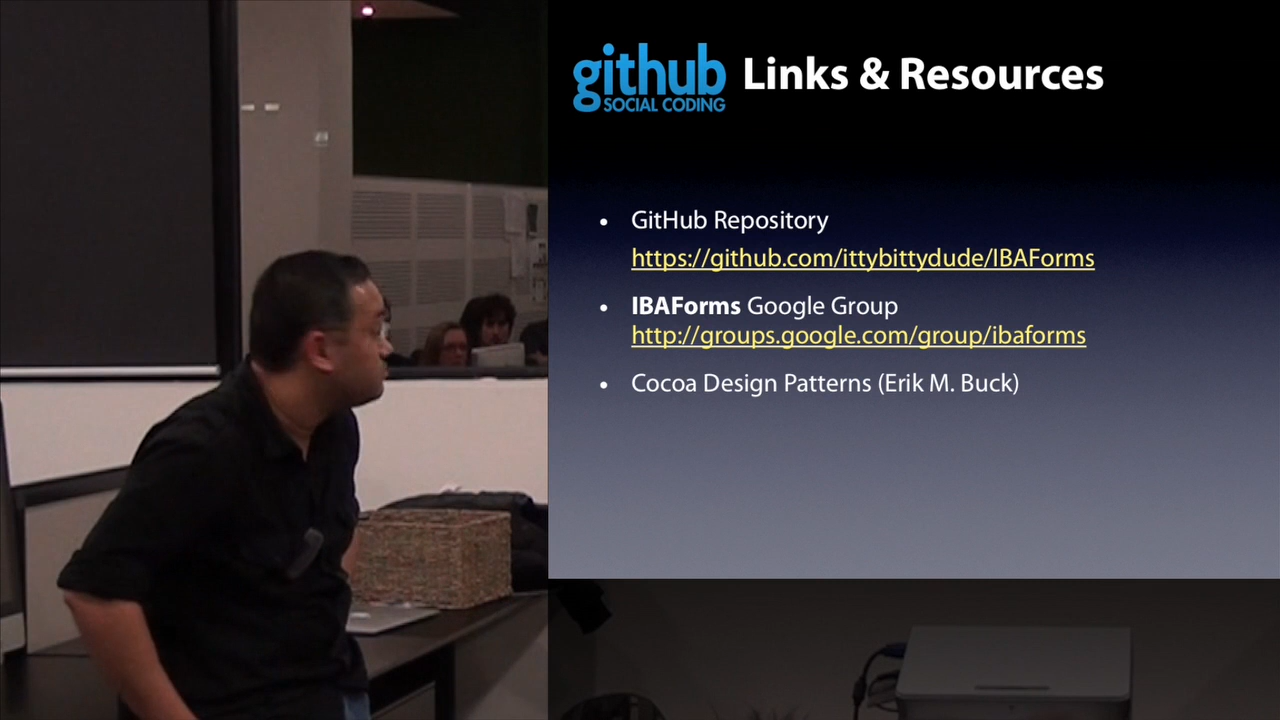 github
SOCIAL CODING
Links & Resources
• GitHub Repository
https://github.com/ittybittydude/IBAForms
• IBAForms Google Group
http://groups.google.com/group/ibaforms
• Cocoa Design Patterns (Erik M. Buck)